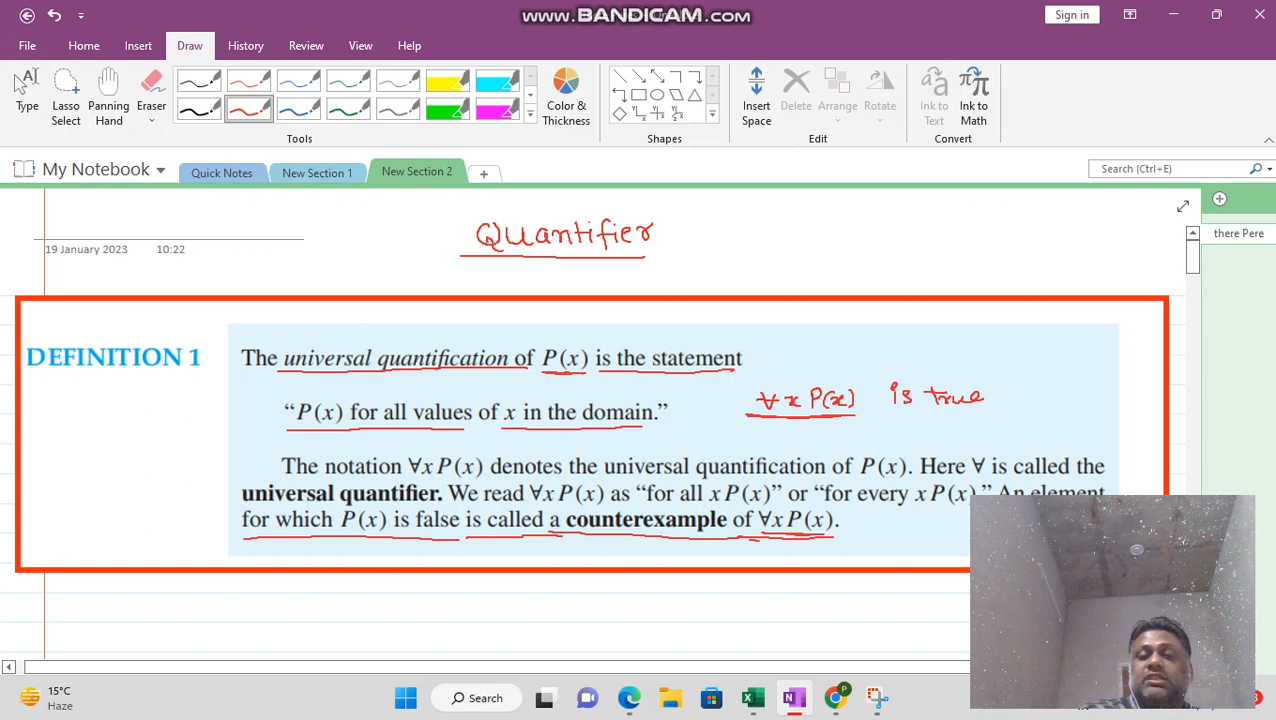 www.BANDICAM.com
Sign in
File Home Insert Draw History Review View Help
Type Lasso Select Panning Hand Eraser Color & Thickness Insert Space Delete Arrange Rotate Ink to Text Ink to Math
Tools Shapes Edit Convert
My Notebook Quick Notes New Section 1 New Section 2 Search (Ctrl+E)
Quantifier
19 January 2023 10:22
there Pere
DEFINITION 1 The universal quantification of P(x) is the statement
∀x P(x) is true
“P(x) for all values of x in the domain.”
The notation ∀x P(x) denotes the universal quantification of P(x). Here ∀ is called the
universal quantifier. We read ∀x P(x) as “for all x P(x)” or “for every x P(x).” An element
for which P(x) is false is called a counterexample of ∀x P(x).
15°C
Haze
Search